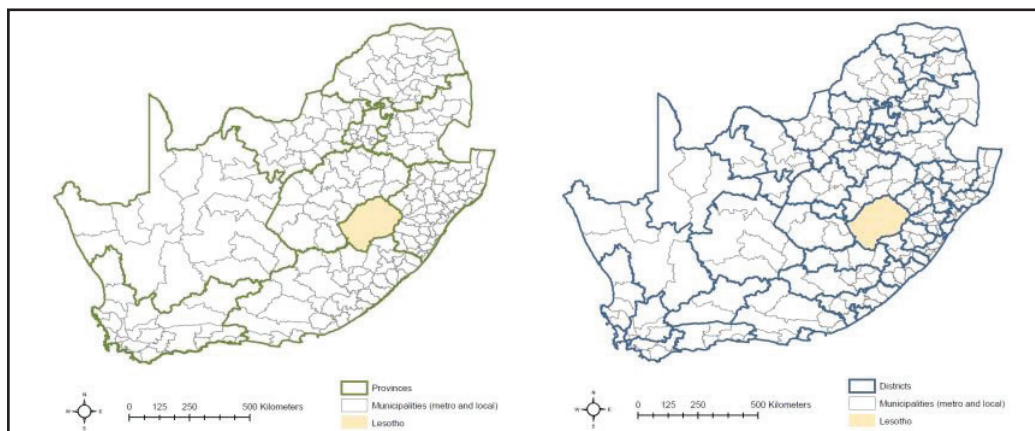 N
W E
S
0 125 250 500 Kilometers
Provinces
Municipalities (metro and local)
Lesotho
N
W E
S
0 125 250 500 Kilometers
Districts
Municipalities (metro and local)
Lesotho